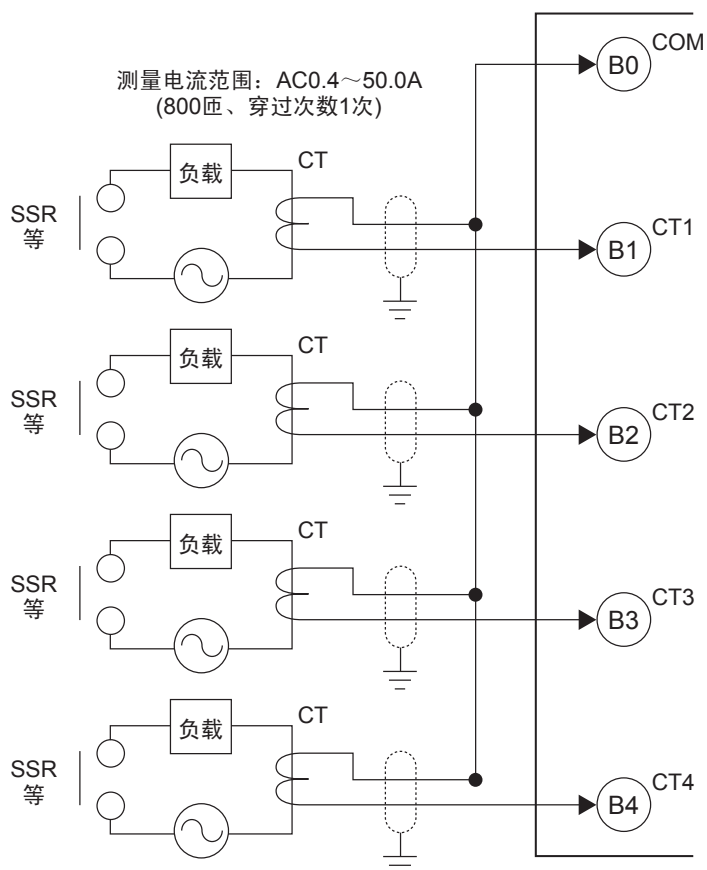 测量电流范围：AC0.4～50.0A
(800匝、穿过次数1次)
COM
B0
负载
CT
SSR
等
CT1
B1
负载
CT
SSR
等
CT2
B2
负载
CT
SSR
等
CT3
B3
负载
CT
SSR
等
CT4
B4